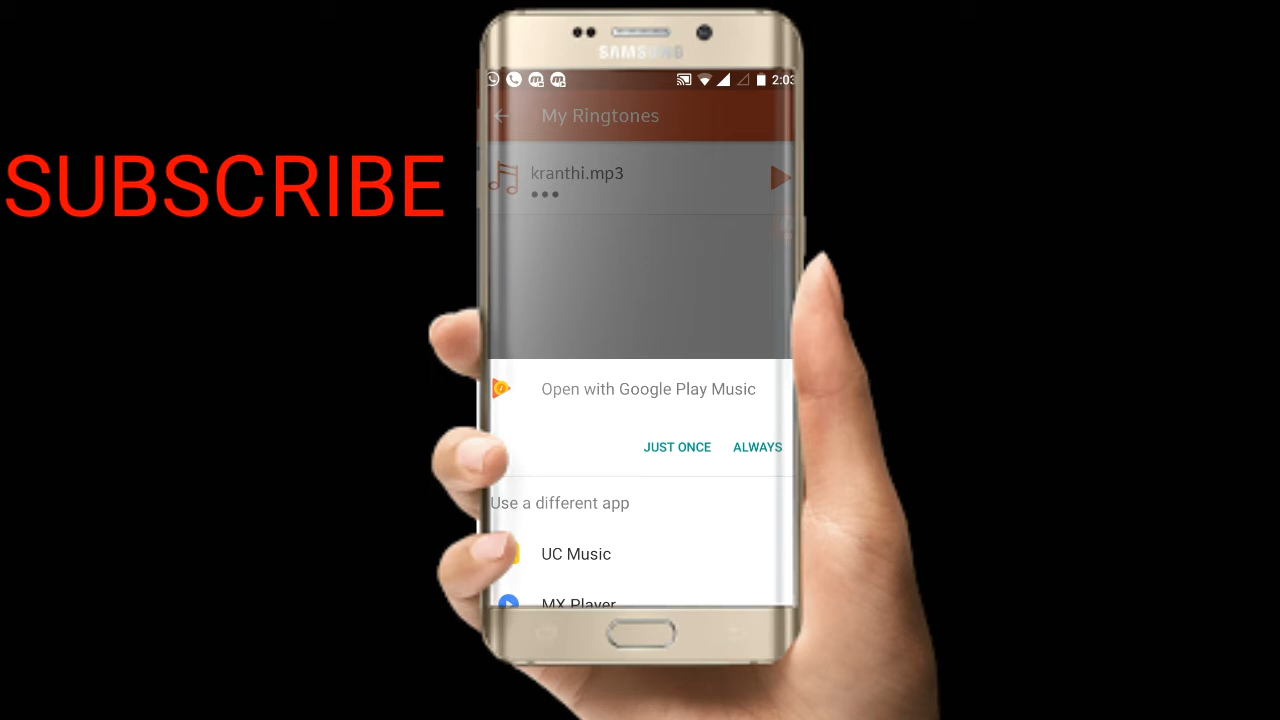 SAMSUNG
2:03
My Ringtones
SUBSCRIBE
kranthi.mp3
Open with Google Play Music
JUST ONCE ALWAYS
Use a different app
UC Music
MX Player